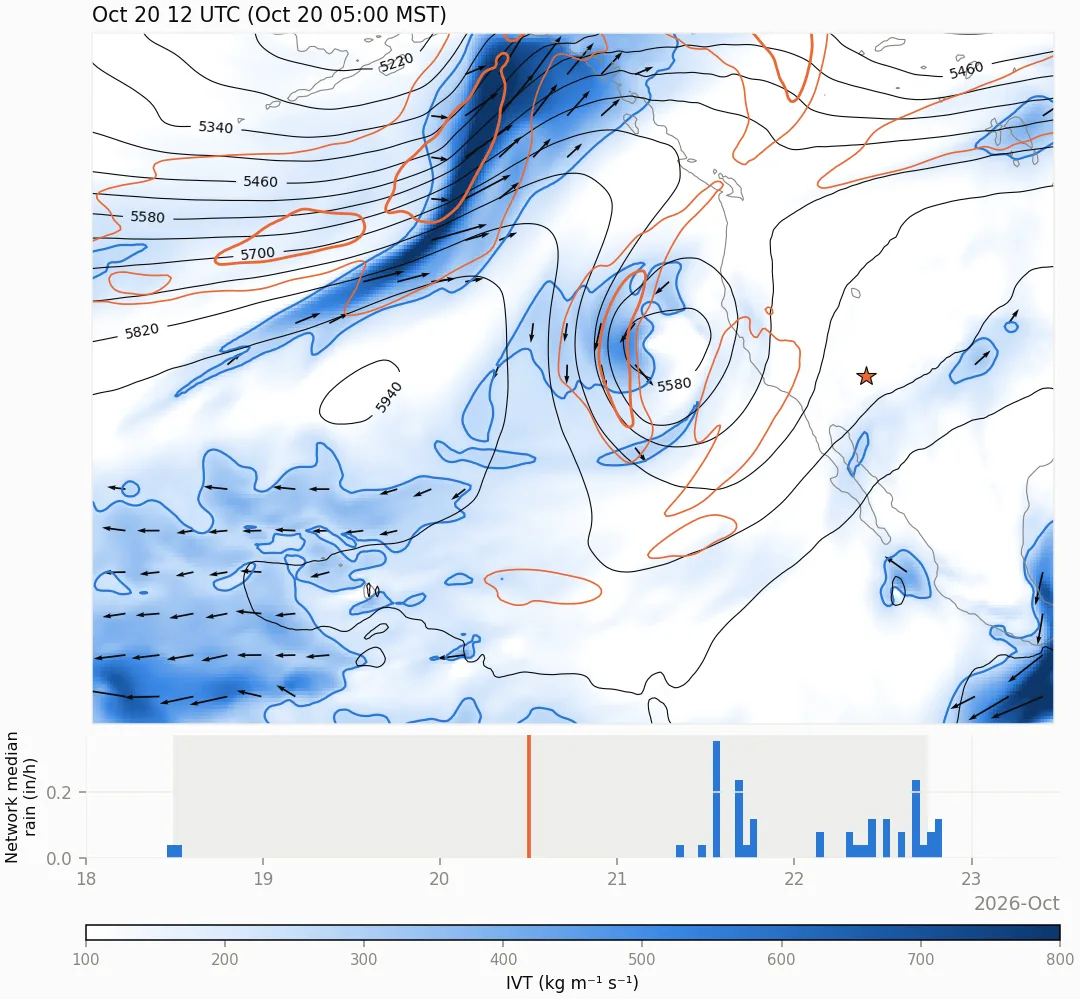 Oct 20 12 UTC (Oct 20 05:00 MST)
5220
5460
5340
5460
5580
5700
5820
5940
5580
Network median
rain (in/h)
0.2
0.0
18 19 20 21 22 23
2026-Oct
100 200 300 400 500 600 700 800
IVT (kg m⁻¹ s⁻¹)